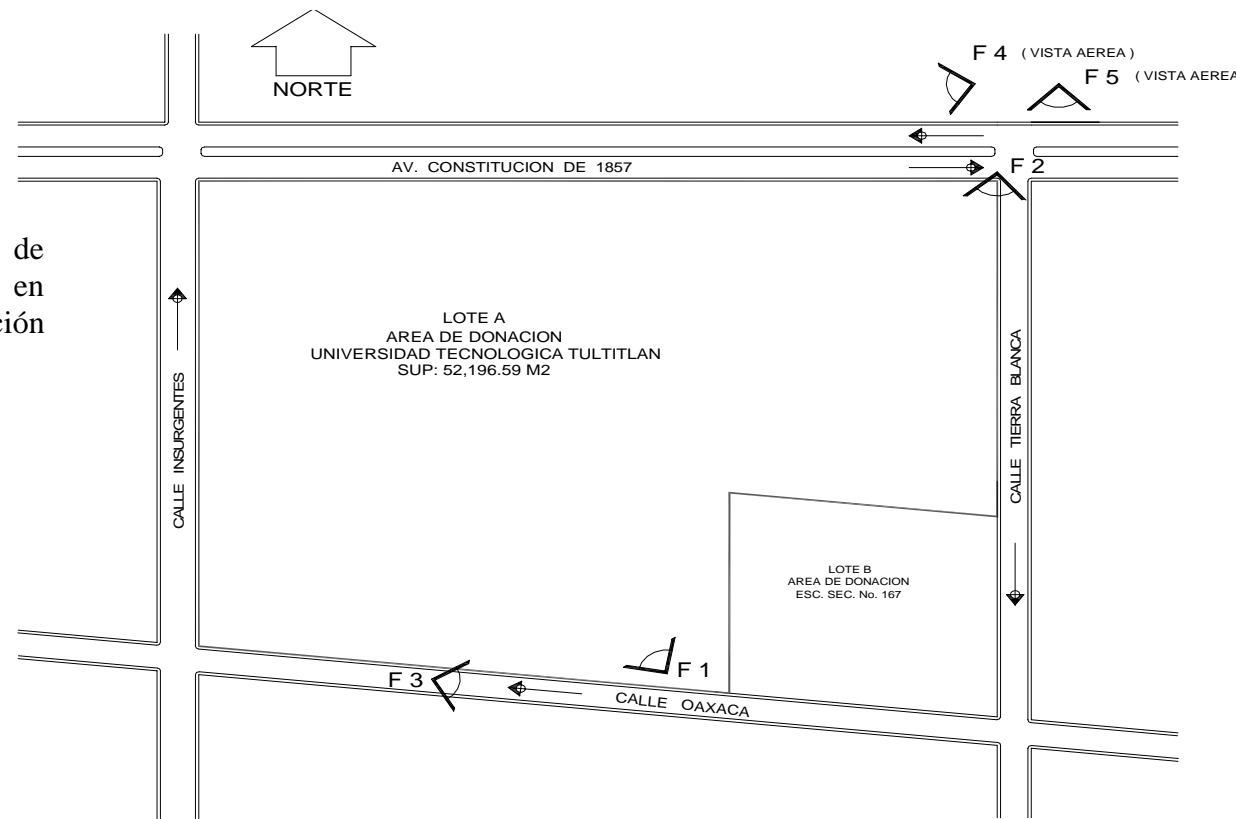 F 4 ( VISTA AEREA )
F 5 ( VISTA AEREA
NORTE
AV. CONSTITUCION DE 1857
F 2
de
en
ción
LOTE A
AREA DE DONACION
UNIVERSIDAD TECNOLOGICA TULTITLAN
SUP: 52,196.59 M2
CALLE INSURGENTES
CALLE TIERRA BLANCA
LOTE B
AREA DE DONACION
ESC. SEC. No. 167
F 1
F 3
CALLE OAXACA